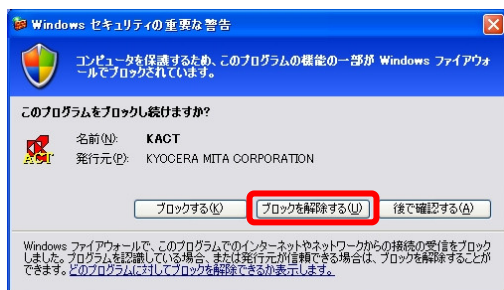 Windows セキュリティの重要な警告
コンピュータを保護するため、このプログラムの機能の一部が Windows ファイアウォ
ールでブロックされています。
このプログラムをブロックし続けますか?
名前(N): KACT
発行元(P): KYOCERA MITA CORPORATION
ACT
ブロックする(K) ブロックを解除する(U) 後で確認する(A)
Windows ファイアウォールで、このプログラムでのインターネットやネットワークからの接続の受信をブロック
しました。プログラムを認識している場合、または発行元が信頼できる場合は、ブロックを解除することが
できます。どのプログラムに対してブロックを解除できるか表示します。